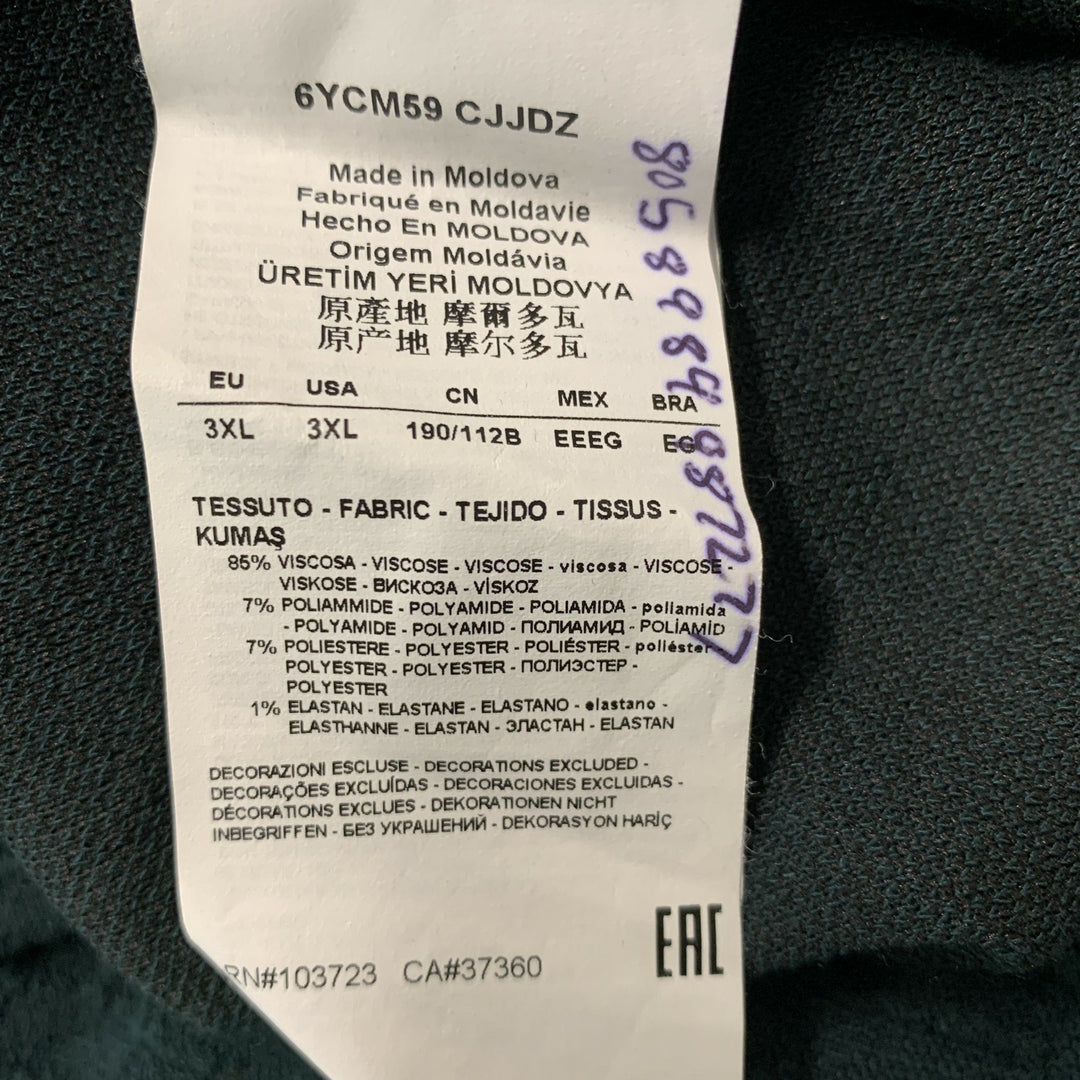 6YCM59 CJJDZ
Made in Moldova
Fabriqué en Moldavie
Hecho En MOLDOVA
Origem Moldávia
ÜRETİM YERİ MOLDOVYA
原產地 摩爾多瓦
原产地 摩尔多瓦
EU USA CN MEX BRA
3XL 3XL 190/112B EEEG EG
TESSUTO - FABRIC - TEJIDO - TISSUS -
KUMAŞ
85% VISCOSA - VISCOSE - VISCOSE - viscosa - VISCOSE -
VISKOSE - ВИСКОЗА - VİSKOZ
7% POLIAMMIDE - POLYAMIDE - POLIAMIDA - poliamida
- POLYAMIDE - POLYAMID - ПОЛИАМИД - POLİAMİD
7% POLIESTERE - POLYESTER - POLIÉSTER - poliéster -
POLYESTER - POLYESTER - ПОЛИЭСТЕР -
POLYESTER
1% ELASTAN - ELASTANE - ELASTANO - elastano -
ELASTHANNE - ELASTAN - ЭЛАСТАН - ELASTAN
DECORAZIONI ESCLUSE - DECORATIONS EXCLUDED -
DECORAÇÕES EXCLUÍDAS - DECORACIONES EXCLUIDAS -
DÉCORATIONS EXCLUES - DEKORATIONEN NICHT
INBEGRIFFEN - БЕЗ УКРАШЕНИЙ - DEKORASYON HARİÇ
EAC
RN#103723 CA#37360